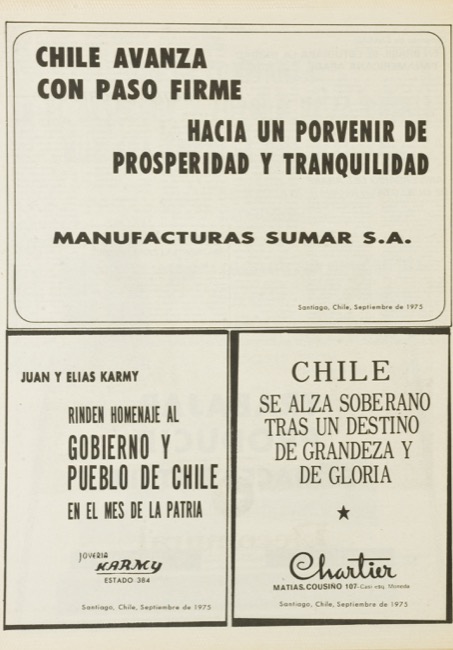 CHILE AVANZA
CON PASO FIRME
HACIA UN PORVENIR DE
PROSPERIDAD Y TRANQUILIDAD
MANUFACTURAS SUMAR S.A.
Santiago, Chile, Septiembre de 1975
JUAN Y ELIAS KARMY
RINDEN HOMENAJE AL
GOBIERNO Y
PUEBLO DE CHILE
EN EL MES DE LA PATRIA
JOYERIA
KARMY
ESTADO 384
Santiago, Chile, Septiembre de 1975
CHILE
SE ALZA SOBERANO
TRAS UN DESTINO
DE GRANDEZA Y
DE GLORIA
Chartier
MATIAS COUSIÑO 107-Casi esq. Moneda
Santiago, Chile, Septiembre de 1975